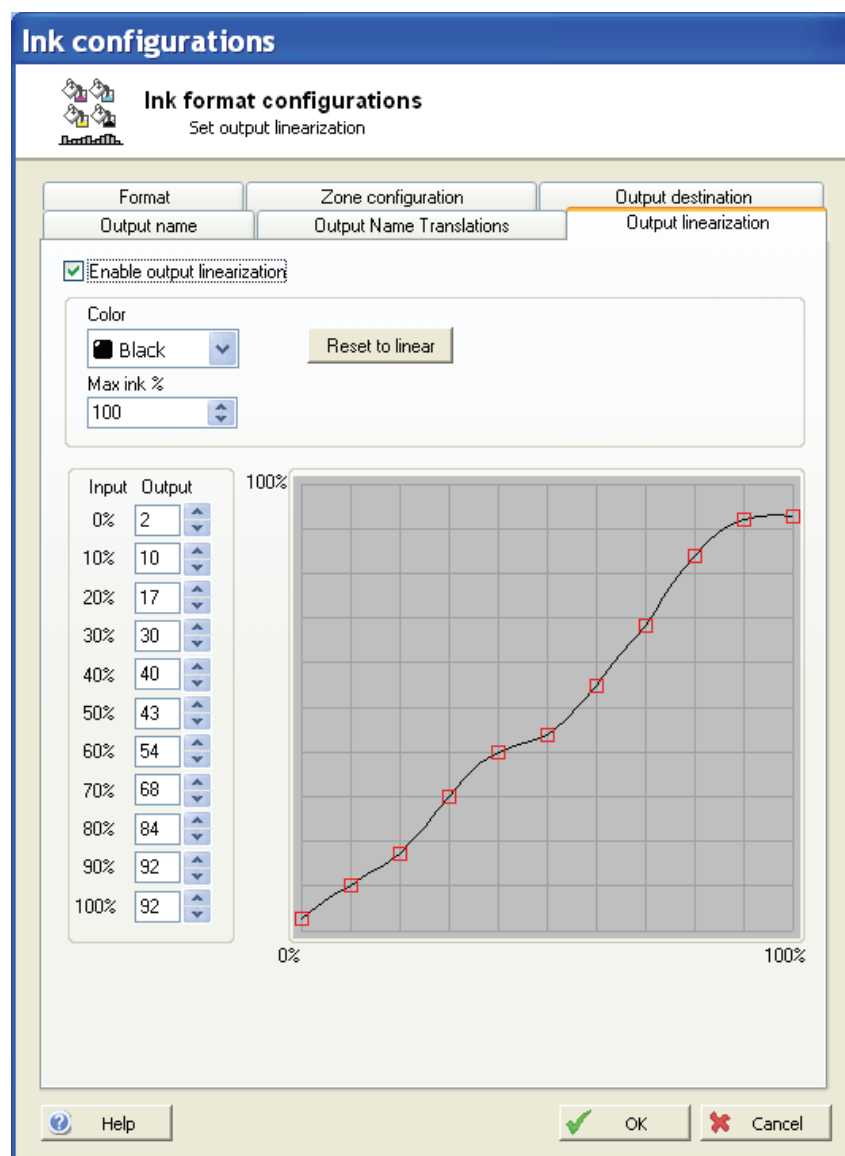 Ink configurations
Ink format configurations
Set output linearization
Format Zone configuration Output destination
Output name Output Name Translations Output linearization
Enable output linearization
Color
Black Reset to linear
Max ink %
100
Input Output 100%
0% 2
10% 10
20% 17
30% 30
40% 40
50% 43
60% 54
70% 68
80% 84
90% 92
100% 92
0% 100%
Help OK Cancel